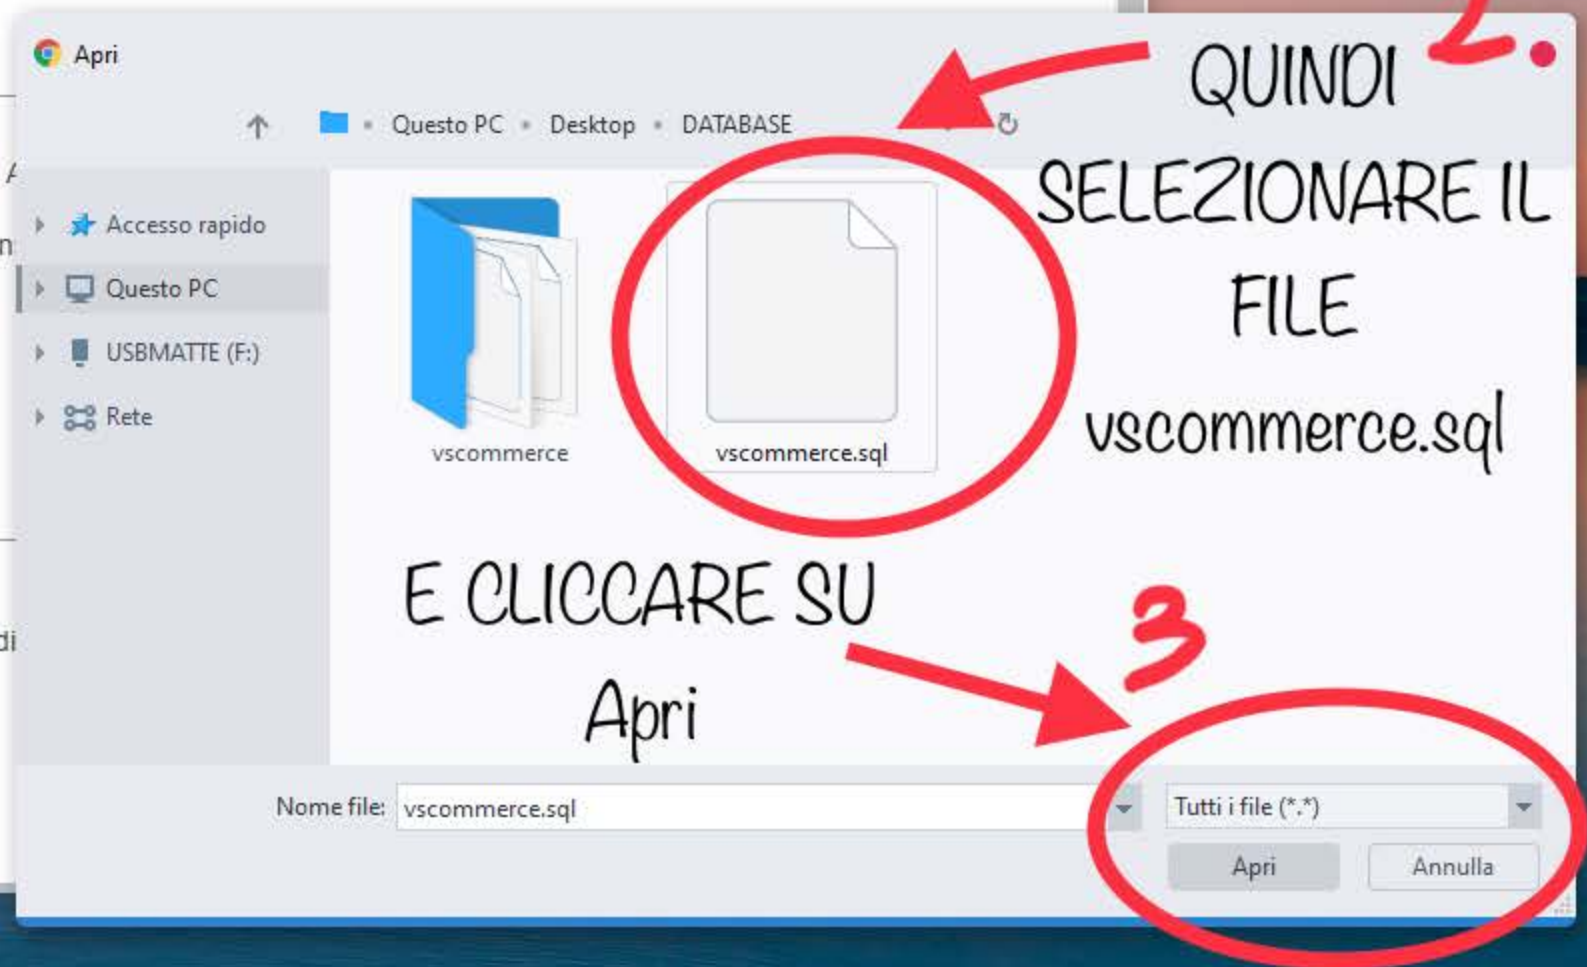 Apri
QUINDI 2.
Questo PC Desktop DATABASE
SELEZIONARE IL
FILE
vscommerce.sql
Accesso rapido
Questo PC
USBMATTE (F:)
Rete
vscommerce
vscommerce.sql
E CLICCARE SU
Apri
3
di
Nome file: vscommerce.sql
Tutti i file (*.*)
Apri Annulla